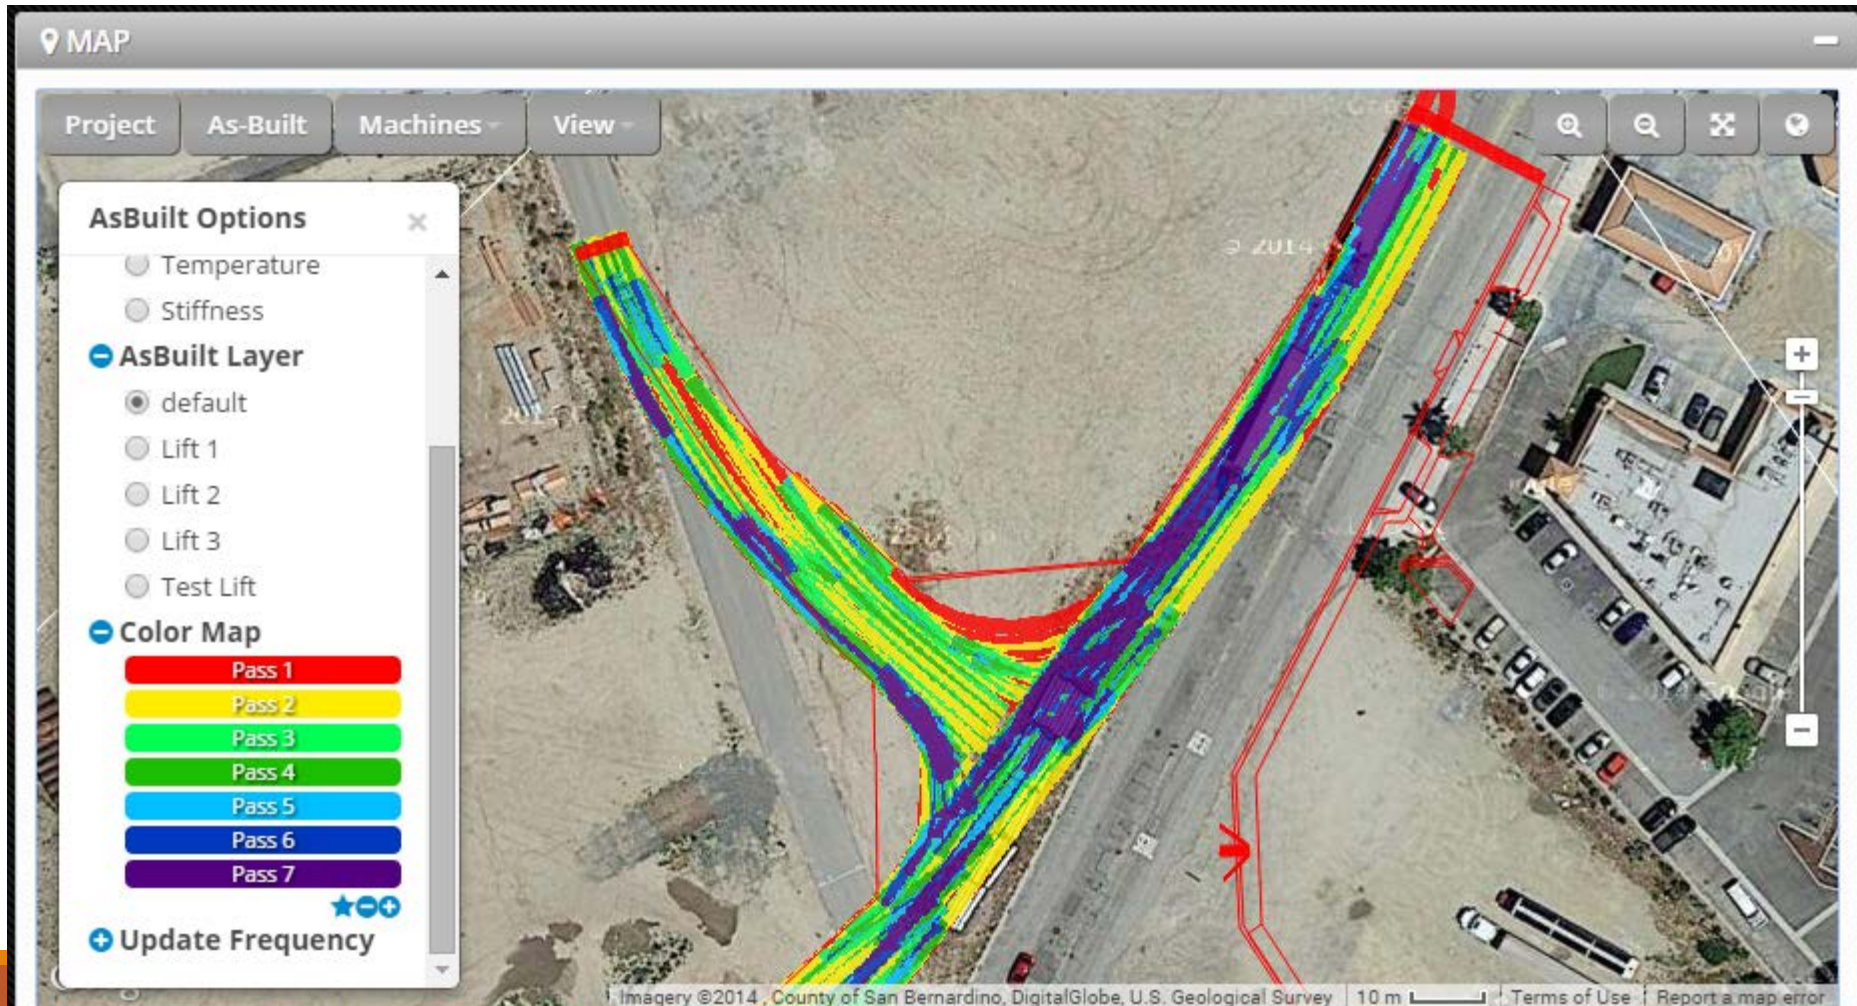 MAP
Project As-Built Machines View
AsBuilt Options
Temperature
Stiffness
AsBuilt Layer
default
Lift 1
Lift 2
Lift 3
Test Lift
Color Map
Pass 1
Pass 2
Pass 3
Pass 4
Pass 5
Pass 6
Pass 7
Update Frequency
2014
Imagery ©2014 , County of San Bernardino, DigitalGlobe, U.S. Geological Survey 10 m Terms of Use Report a map error